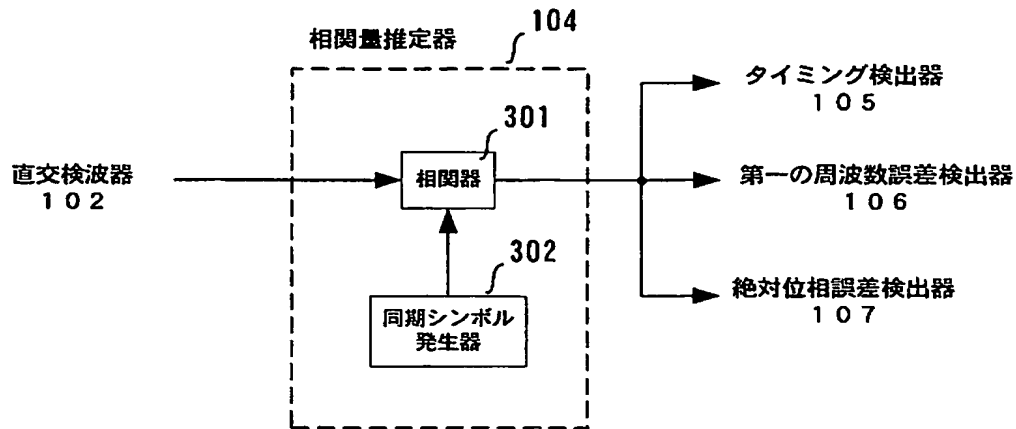 相関量推定器
104
タイミング検出器
105
301
直交検波器
102
相関器
第一の周波数誤差検出器
106
302
同期シンボル
発生器
絶対位相誤差検出器
107